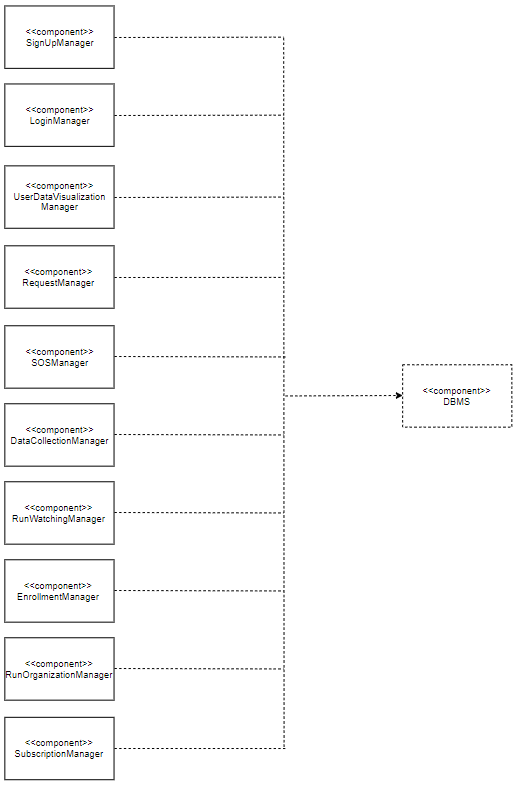 <<component>>
SignUpManager
<<component>>
LoginManager
<<component>>
UserDataVisualization
Manager
<<component>>
RequestManager
<<component>>
SOSManager
<<component>>
DBMS
<<component>>
DataCollectionManager
<<component>>
RunWatchingManager
<<component>>
EnrollmentManager
<<component>>
RunOrganizationManager
<<component>>
SubscriptionManager